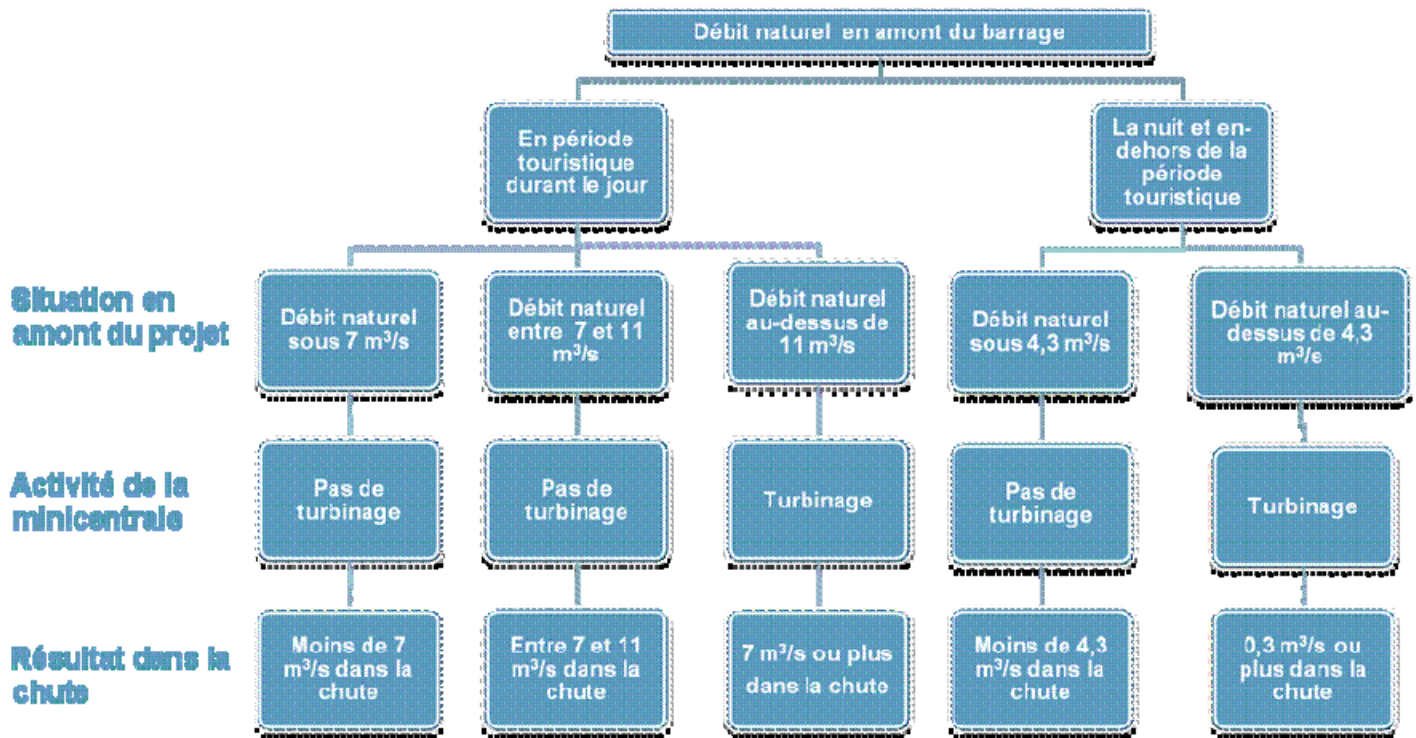 Débit naturel en amont du barrage
En période
touristique
durant le jour
La nuit et en-
dehors de la
période
touristique
Situation en
amont du projet
Débit naturel
sous 7 m³/s
Débit naturel
entre 7 et 11
m³/s
Débit naturel
au-dessus de
11 m³/s
Débit naturel
sous 4,3 m³/s
Débit naturel au-
dessus de 4,3
m³/s
Activité de la
minicentrale
Pas de
turbinage
Pas de
turbinage
Turbinage
Pas de
turbinage
Turbinage
Résultat dans la
chute
Moins de 7
m³/s dans la
chute
Entre 7 et 11
m³/s dans la
chute
7 m³/s ou plus
dans la chute
Moins de 4,3
m³/s dans la
chute
0,3 m³/s ou
plus dans la
chute